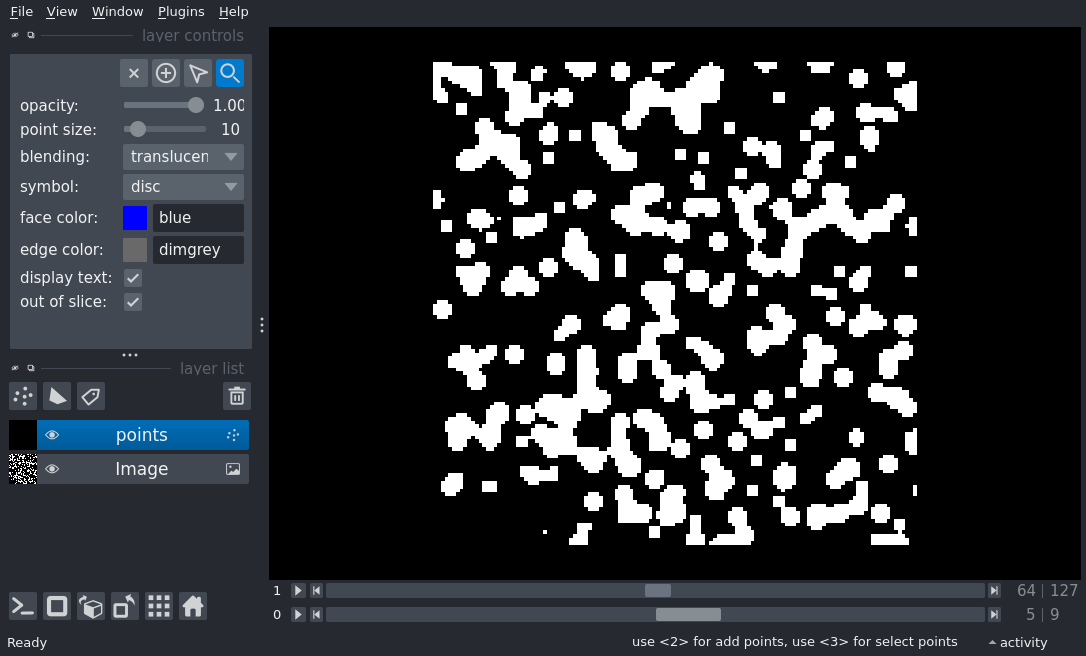 File View Window Plugins Help
layer controls
opacity: 1.00
point size: 10
blending: translucen
symbol: disc
face color: blue
edge color: dimgrey
display text:
out of slice:
layer list
points
Image
1 64 | 127
0 5 | 9
Ready use <2> for add points, use <3> for select points activity